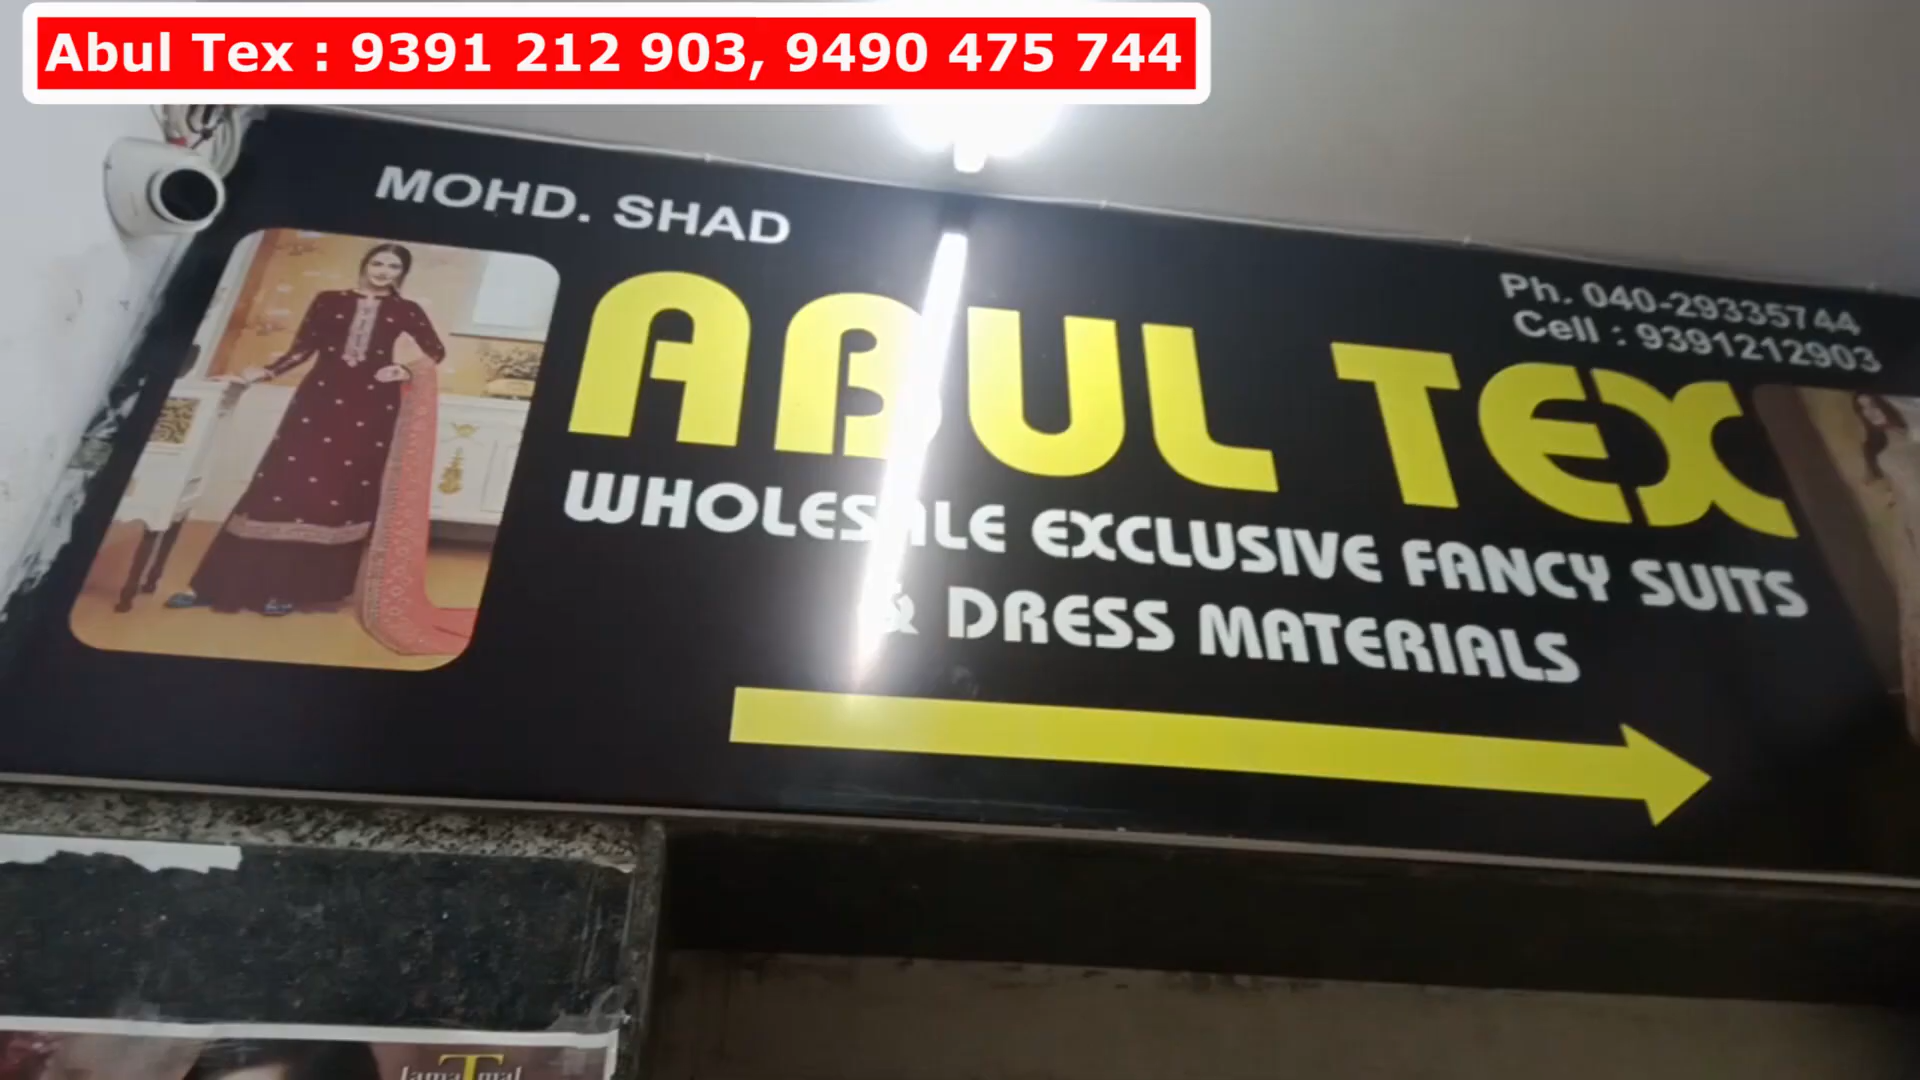 Abul Tex : 9391 212 903, 9490 475 744
MOHD. SHAD
Ph. 040-29335744
Cell : 9391212903
ABUL TEX
WHOLESALE EXCLUSIVE FANCY SUITS
& DRESS MATERIALS